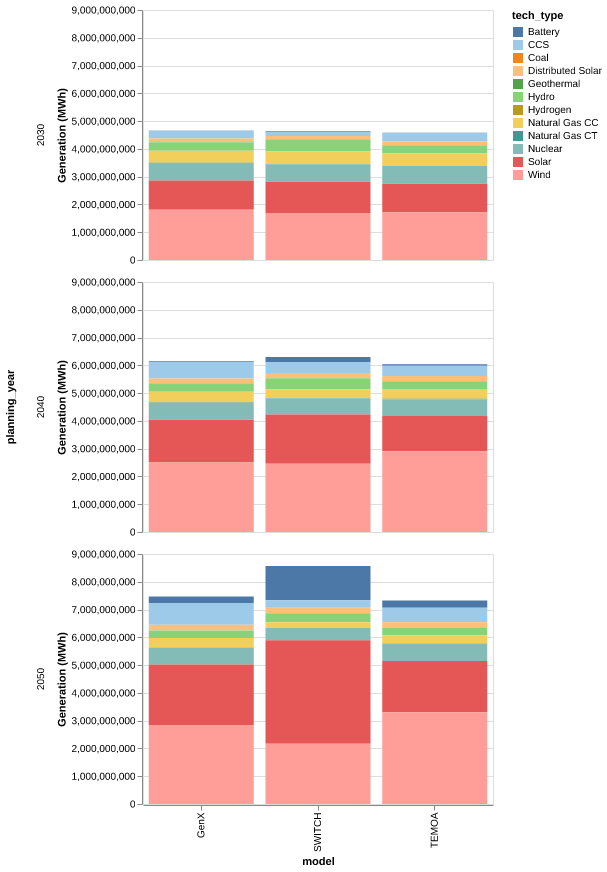 tech_type
Battery
CCS
Coal
Distributed Solar
Geothermal
Hydro
Hydrogen
Natural Gas CC
Natural Gas CT
Nuclear
Solar
Wind
planning_year
2030
Generation (MWh)
9,000,000,000
8,000,000,000
7,000,000,000
6,000,000,000
5,000,000,000
4,000,000,000
3,000,000,000
2,000,000,000
1,000,000,000
0
2040
Generation (MWh)
9,000,000,000
8,000,000,000
7,000,000,000
6,000,000,000
5,000,000,000
4,000,000,000
3,000,000,000
2,000,000,000
1,000,000,000
0
2050
Generation (MWh)
9,000,000,000
8,000,000,000
7,000,000,000
6,000,000,000
5,000,000,000
4,000,000,000
3,000,000,000
2,000,000,000
1,000,000,000
0
GenX
SWITCH
TEMOA
model